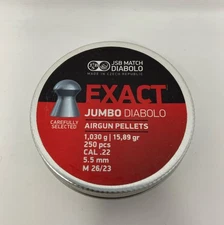 JSB MATCH
DIABOLO
MADE IN CZECH REPUBLIC
EXACT
CAREFULLY
SELECTED
JUMBO DIABOLO
AIRGUN PELLETS
1,030 g | 15,89 gr
250 pcs
CAL .22
5.5 mm
M 26/23